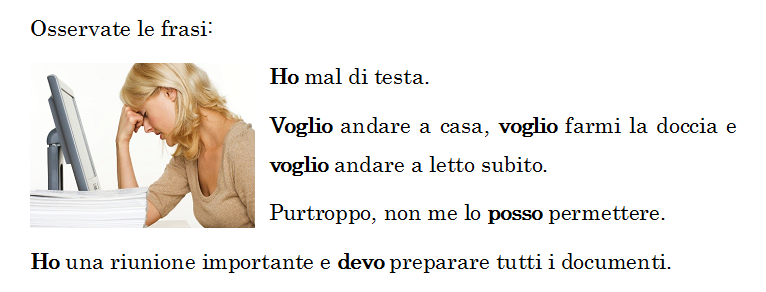 Osservate le frasi:
Ho mal di testa.
Voglio andare a casa, voglio farmi la doccia e
voglio andare a letto subito.
Purtroppo, non me lo posso permettere.
Ho una riunione importante e devo preparare tutti i documenti.